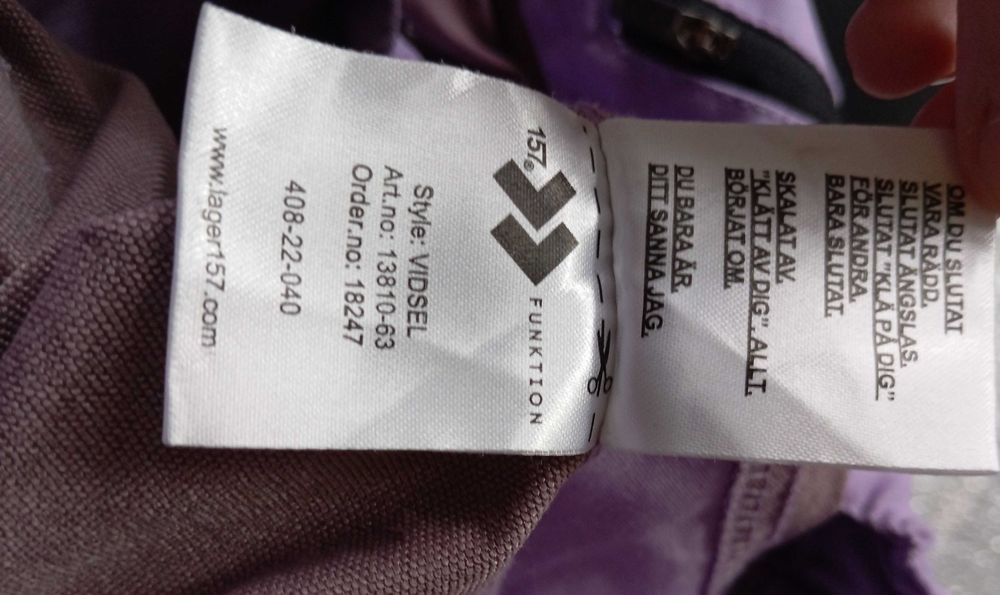 OM DU SLUTAT
VARA RÄDD.
SLUTAT ÄNGSLAS.
SLUTAT "KLÄ PÅ DIG"
FÖR ANDRA.
BARA SLUTAT.
SKALAT AV.
"KLÄTT AV DIG". ALLT.
BÖRJAT OM.
DU BARA ÄR.
DITT SANNA JAG.
157®
FUNKTION
Style: VIDSEL
Art.no: 13810-63
Order.no: 18247
408-22-040
www.lager157.com